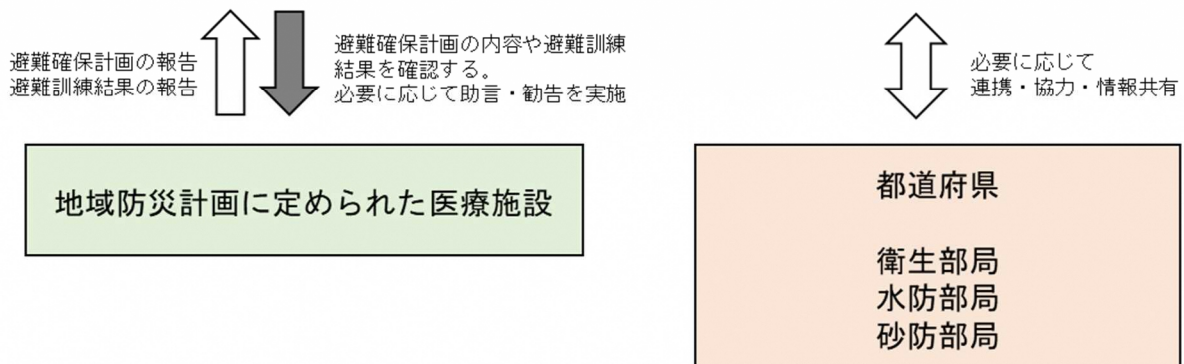 避難確保計画の報告
避難訓練結果の報告
避難確保計画の内容や避難訓練
結果を確認する。
必要に応じて助言・勧告を実施
必要に応じて
連携・協力・情報共有
地域防災計画に定められた医療施設
都道府県
衛生部局
水防部局
砂防部局